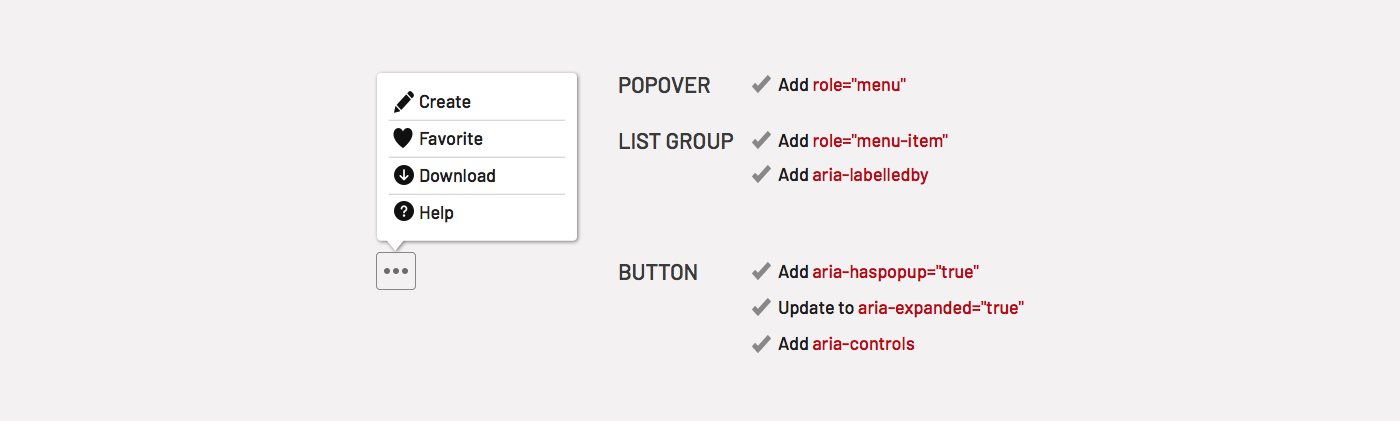 Create
Favorite
Download
Help
POPOVER
Add role="menu"
LIST GROUP
Add role="menu-item"
Add aria-labelledby
BUTTON
Add aria-haspopup="true"
Update to aria-expanded="true"
Add aria-controls